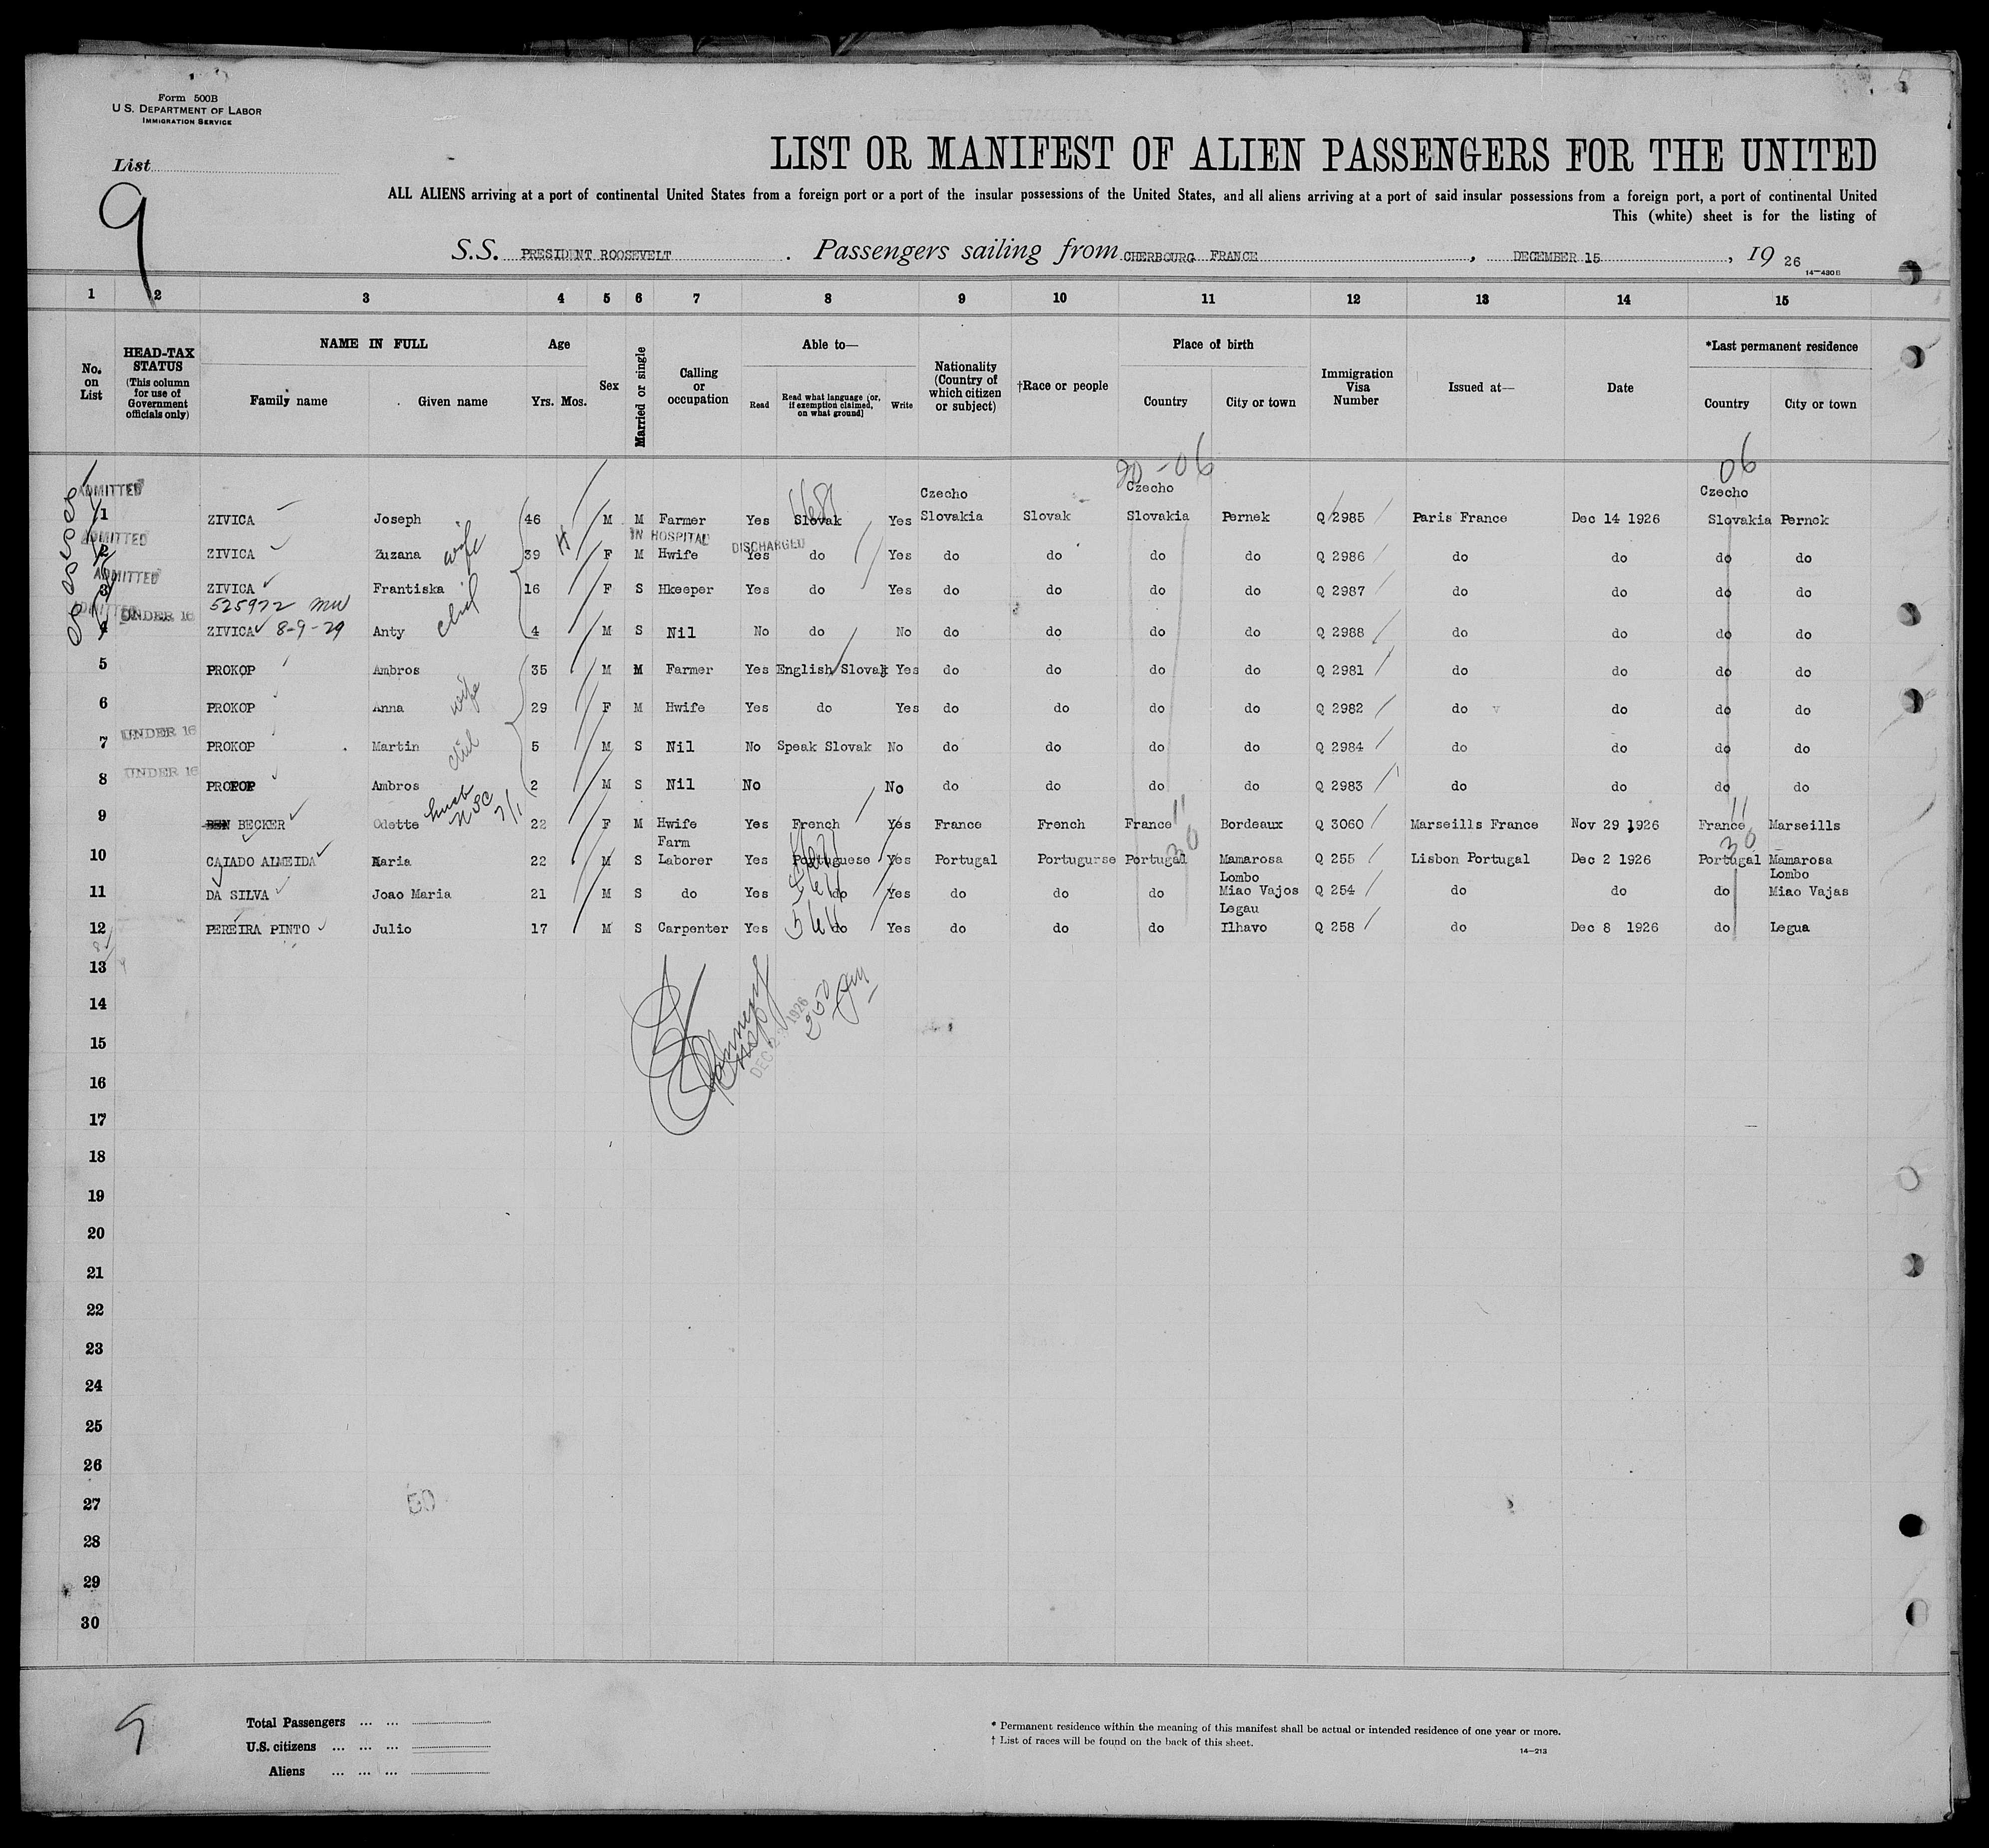 Form 500B
U. S. DEPARTMENT OF LABOR
IMMIGRATION SERVICE
List
9
LIST OR MANIFEST OF ALIEN PASSENGERS FOR THE UNITED
ALL ALIENS arriving at a port of continental United States from a foreign port or a port of the insular possessions of the United States, and all aliens arriving at a port of said insular possessions from a foreign port, a port of continental United
This (white) sheet is for the listing of
S.S. PRESIDENT ROOSEVELT . Passengers sailing from CHERBOURG FRANCE , DECEMBER 15 , 19 26
14—430B
1 2 3 4 5 6 7 8 9 10 11 12 13 14 15
No. on List
HEAD-TAX STATUS (This column for use of Government officials only)
NAME IN FULL
Family name Given name
Age
Yrs. Mos.
Sex
Married or single
Calling or occupation
Able to—
Read
Read what language [or, if exemption claimed, on what ground]
Write
Nationality (Country of which citizen or subject)
†Race or people
Place of birth
Country City or town
Immigration Visa Number
Issued at—
Date
*Last permanent residence
Country City or town
20-06 06
ADMITTED Czecho Czecho Czecho
1 ZIVICA Joseph 46 M M Farmer Yes Slovak Yes Slovakia Slovak Slovakia Pernek Q 2985 Paris France Dec 14 1926 Slovakia Pernek
ADMITTED IN HOSPITAL DISCHARGED
2 ZIVICA Zuzana wife 39 F M Hwife Yes do Yes do do do do Q 2986 do do do do
ADMITTED
3 ZIVICA Frantiska 16 F S Hkeeper Yes do Yes do do do do Q 2987 do do do do
ADMITTED UNDER 16 525972 MW
4 ZIVICA 8-9-29 Anty 4 M S Nil No do No do do do do Q 2988 do do do do
5 PROKOP Ambros 35 M M Farmer Yes English Slovak Yes do do do do Q 2981 do do do do
6 PROKOP Anna wife 29 F M Hwife Yes do Yes do do do do Q 2982 do do do do
UNDER 16
7 PROKOP Martin 5 M S Nil No Speak Slovak No do do do do Q 2984 do do do do
UNDER 16
8 PROPOP Ambros 2 M S Nil No No do do do do Q 2983 do do do do
9 BEN BECKER Odette husb 22 F M Hwife Yes French Yes France French France 11 Bordeaux Q 3060 Marseills France Nov 29 1926 France 11 Marseills
Farm
10 CAIADO ALMEIDA Maria 22 M S Laborer Yes Portuguese Yes Portugal Portugurse Portugal 30 Mamarosa Q 255 Lisbon Portugal Dec 2 1926 Portugal 30 Mamarosa
Lombo Lombo
11 DA SILVA Joao Maria 21 M S do Yes do Yes do do do Miao Vajos Q 254 do do do Miao Vajas
Legau
12 PEREIRA PINTO Julio 17 M S Carpenter Yes do Yes do do do Ilhavo Q 258 do Dec 8 1926 do Legua
13
14
15
16
17
18
19
20
21
22
23
24
25
26
27
28
29
30
50
9
Total Passengers ... ...
U.S. citizens ... ... ...
Aliens ... ... ...
* Permanent residence within the meaning of this manifest shall be actual or intended residence of one year or more.
† List of races will be found on the back of this sheet.
14—213